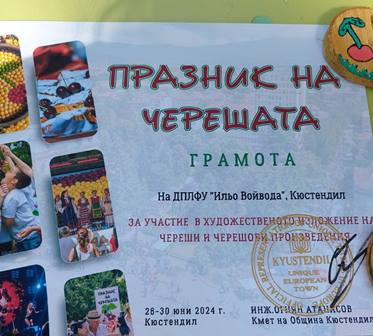 ПРАЗНИК НА
ЧЕРЕШАТА
ГРАМОТА
На ДПЛФУ "Ильо Войвода", Кюстендил
ЗА УЧАСТИЕ В ХУДОЖЕСТВЕНОТО ИЗЛОЖЕНИЕ НА
ЧЕРЕШИ И ЧЕРЕШОВИ ПРОИЗВЕДЕНИЯ
KYUSTENDIL
UNIQUE
EUROPEAN
TOWN
28-30 юни 2024 г.
Кюстендил
ИНЖ.ОГНЯН АТАНАСОВ
Кмет на Община Кюстендил